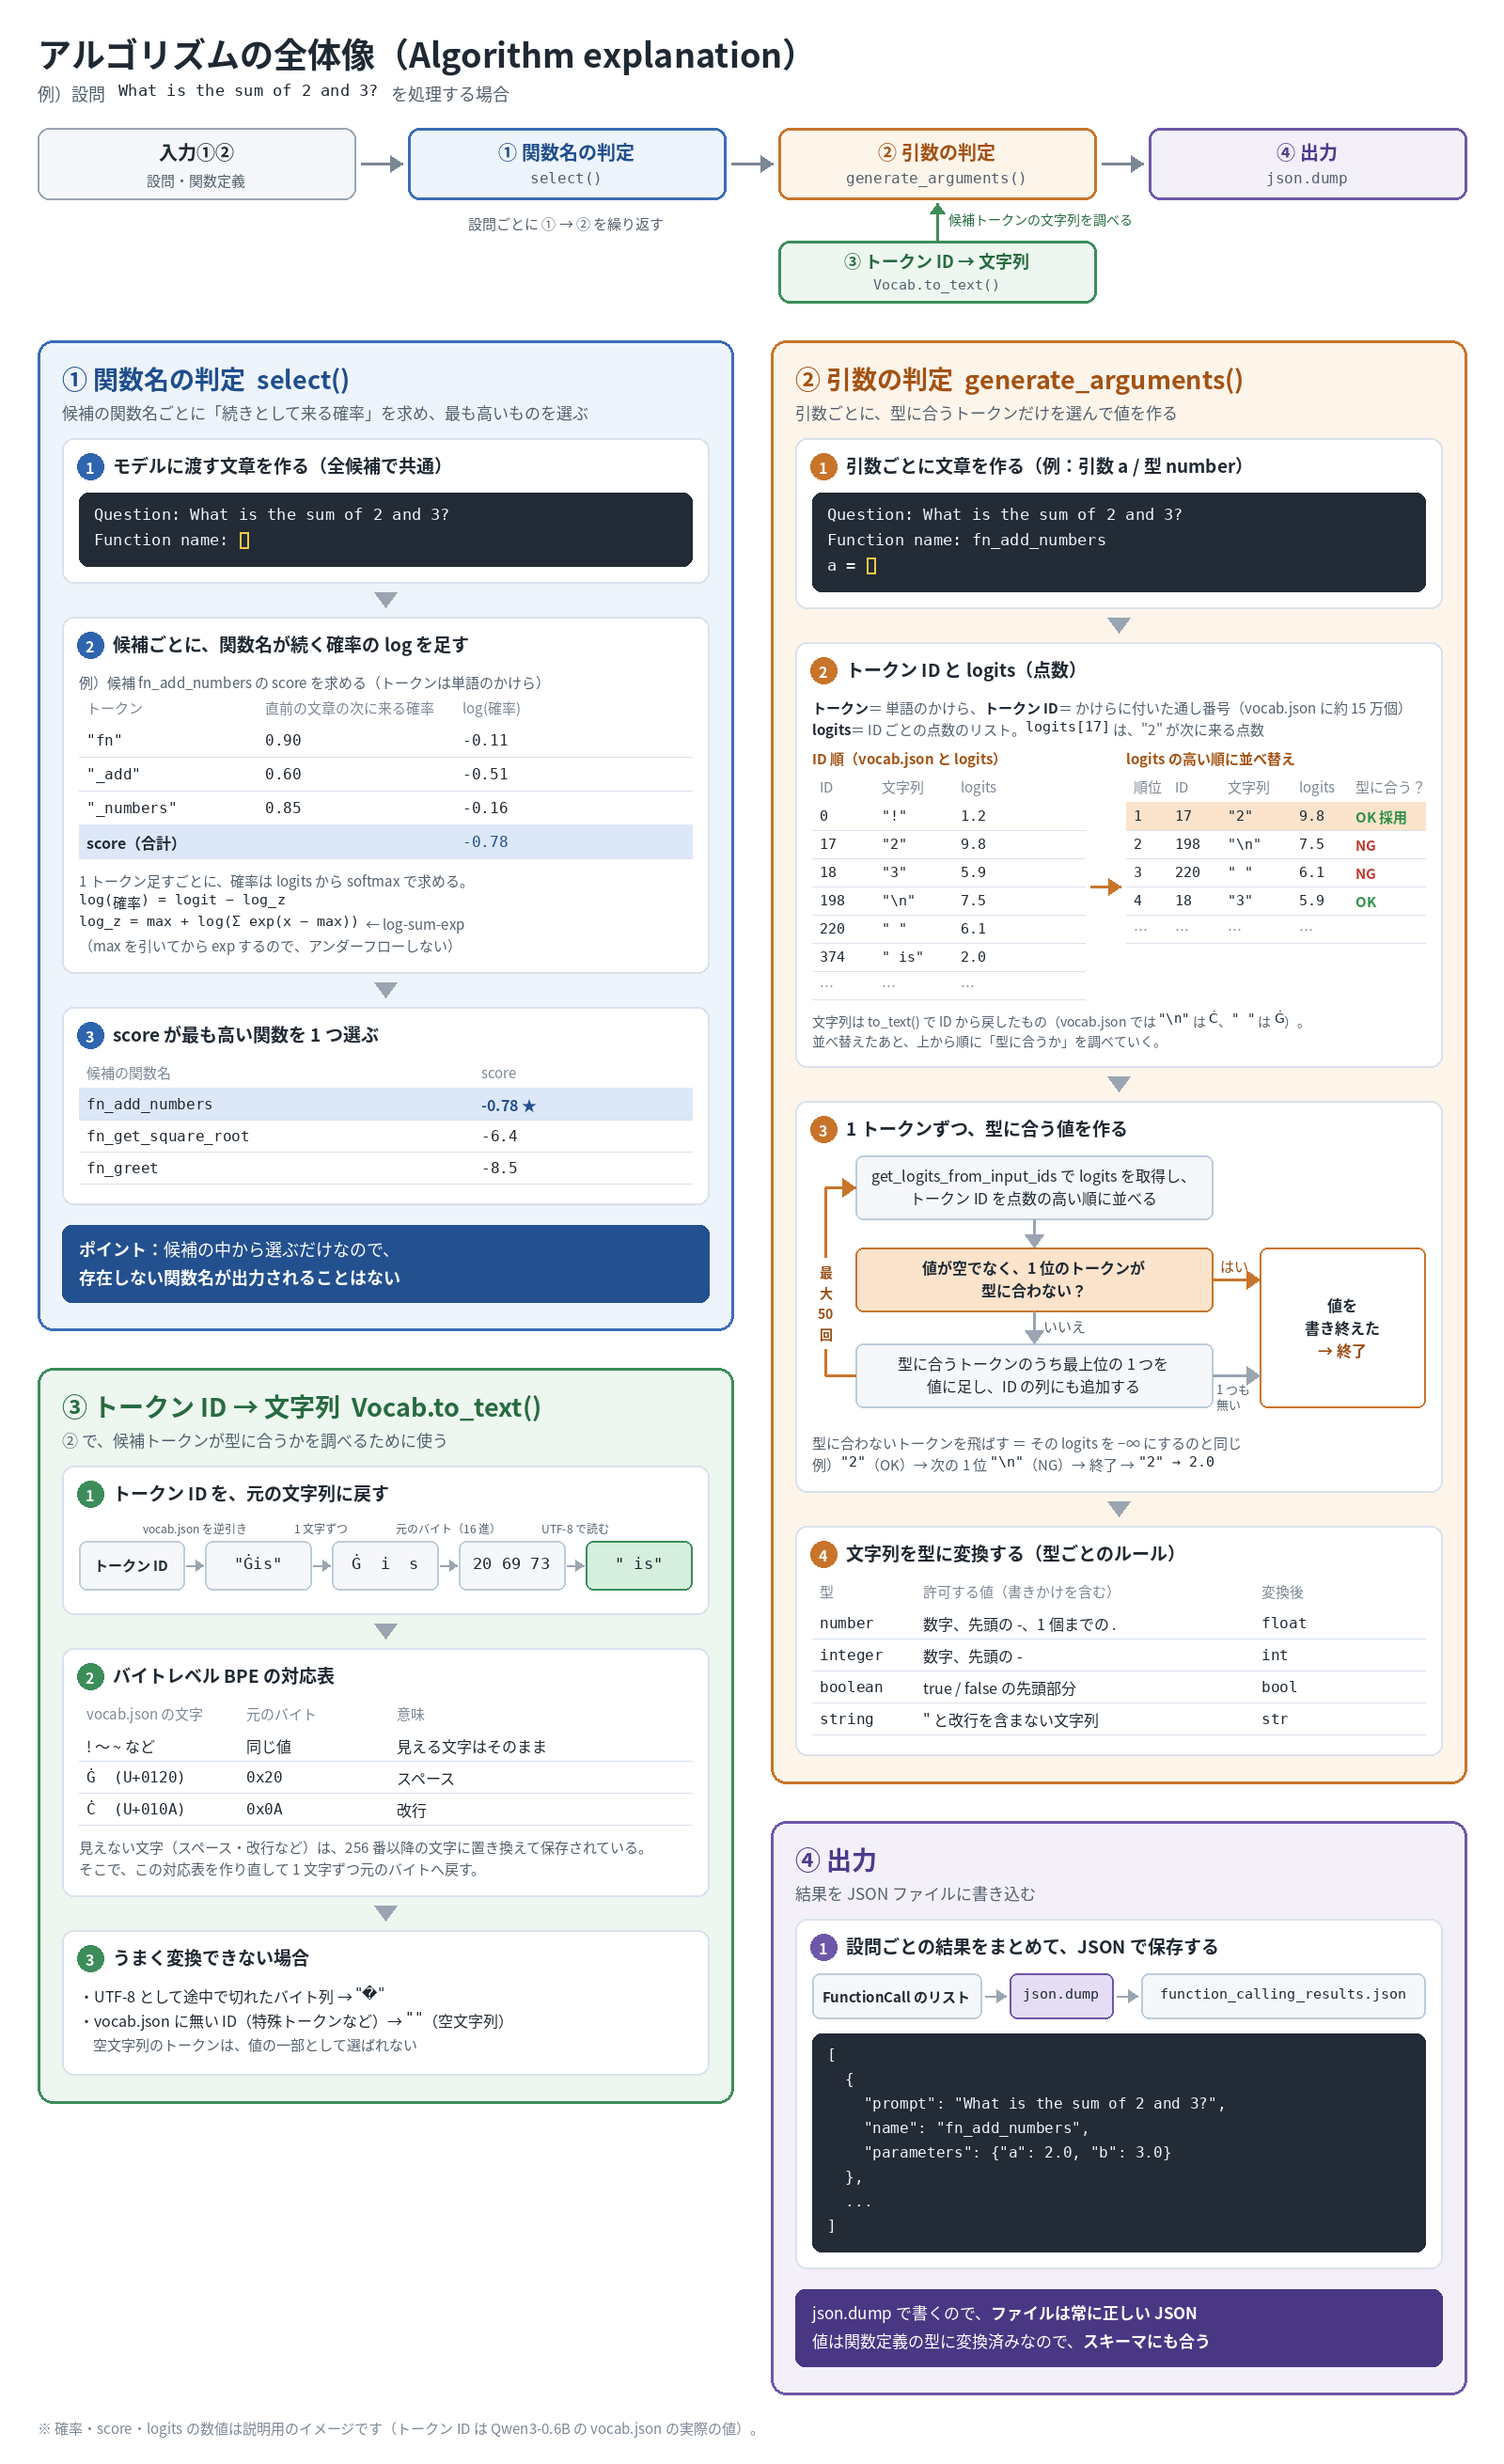 アルゴリズムの全体像（Algorithm explanation）
例）設問 What is the sum of 2 and 3? を処理する場合
入力①②
設問・関数定義
① 関数名の判定
select()
② 引数の判定
generate_arguments()
④ 出力
json.dump
設問ごとに ① → ② を繰り返す
候補トークンの文字列を調べる
③ トークン ID → 文字列
Vocab.to_text()
① 関数名の判定 select()
候補の関数名ごとに「続きとして来る確率」を求め、最も高いものを選ぶ
1 モデルに渡す文章を作る（全候補で共通）
Question: What is the sum of 2 and 3?
Function name:
2 候補ごとに、関数名が続く確率の log を足す
例）候補 fn_add_numbers の score を求める（トークンは単語のかけら）
トークン 直前の文章の次に来る確率 log(確率)
"fn" 0.90 -0.11
"_add" 0.60 -0.51
"_numbers" 0.85 -0.16
score（合計） -0.78
1 トークン足すごとに、確率は logits から softmax で求める。
log(確率) = logit − log_z
log_z = max + log(Σ exp(x − max)) ← log-sum-exp
（max を引いてから exp するので、アンダーフローしない）
3 score が最も高い関数を 1 つ選ぶ
候補の関数名 score
fn_add_numbers -0.78 ★
fn_get_square_root -6.4
fn_greet -8.5
ポイント：候補の中から選ぶだけなので、
存在しない関数名が出力されることはない
② 引数の判定 generate_arguments()
引数ごとに、型に合うトークンだけを選んで値を作る
1 引数ごとに文章を作る（例：引数 a / 型 number）
Question: What is the sum of 2 and 3?
Function name: fn_add_numbers
a =
2 トークン ID と logits（点数）
トークン＝ 単語のかけら、トークン ID＝ かけらに付いた通し番号（vocab.json に約 15 万個）
logits＝ ID ごとの点数のリスト。logits[17] は、"2" が次に来る点数
ID 順（vocab.json と logits）
ID 文字列 logits
0 "!" 1.2
17 "2" 9.8
18 "3" 5.9
198 "\n" 7.5
220 " " 6.1
374 " is" 2.0
… … …
logits の高い順に並べ替え
順位 ID 文字列 logits 型に合う？
1 17 "2" 9.8 OK 採用
2 198 "\n" 7.5 NG
3 220 " " 6.1 NG
4 18 "3" 5.9 OK
… … … …
文字列は to_text() で ID から戻したもの（vocab.json では "\n" は Ċ、" " は Ġ）。
並べ替えたあと、上から順に「型に合うか」を調べていく。
3 1 トークンずつ、型に合う値を作る
get_logits_from_input_ids で logits を取得し、
トークン ID を点数の高い順に並べる
値が空でなく、1 位のトークンが
型に合わない？
はい
いいえ
最
大
50
回
値を
書き終えた
→ 終了
型に合うトークンのうち最上位の 1 つを
値に足し、ID の列にも追加する
1 つも
無い
型に合わないトークンを飛ばす ＝ その logits を −∞ にするのと同じ
例）"2"（OK）→ 次の 1 位 "\n"（NG）→ 終了 → "2" → 2.0
4 文字列を型に変換する（型ごとのルール）
型 許可する値（書きかけを含む） 変換後
number 数字、先頭の -、1 個までの . float
integer 数字、先頭の - int
boolean true / false の先頭部分 bool
string " と改行を含まない文字列 str
③ トークン ID → 文字列 Vocab.to_text()
② で、候補トークンが型に合うかを調べるために使う
1 トークン ID を、元の文字列に戻す
vocab.json を逆引き 1 文字ずつ 元のバイト（16 進） UTF-8 で読む
トークン ID "Ġis" Ġ i s 20 69 73 " is"
2 バイトレベル BPE の対応表
vocab.json の文字 元のバイト 意味
! 〜 ~ など 同じ値 見える文字はそのまま
Ġ (U+0120) 0x20 スペース
Ċ (U+010A) 0x0A 改行
見えない文字（スペース・改行など）は、256 番以降の文字に置き換えて保存されている。
そこで、この対応表を作り直して 1 文字ずつ元のバイトへ戻す。
3 うまく変換できない場合
・UTF-8 として途中で切れたバイト列 → "�"
・vocab.json に無い ID（特殊トークンなど）→ ""（空文字列）
空文字列のトークンは、値の一部として選ばれない
④ 出力
結果を JSON ファイルに書き込む
1 設問ごとの結果をまとめて、JSON で保存する
FunctionCall のリスト json.dump function_calling_results.json
[
{
"prompt": "What is the sum of 2 and 3?",
"name": "fn_add_numbers",
"parameters": {"a": 2.0, "b": 3.0}
},
...
]
json.dump で書くので、ファイルは常に正しい JSON
値は関数定義の型に変換済みなので、スキーマにも合う
※ 確率・score・logits の数値は説明用のイメージです（トークン ID は Qwen3-0.6B の vocab.json の実際の値）。